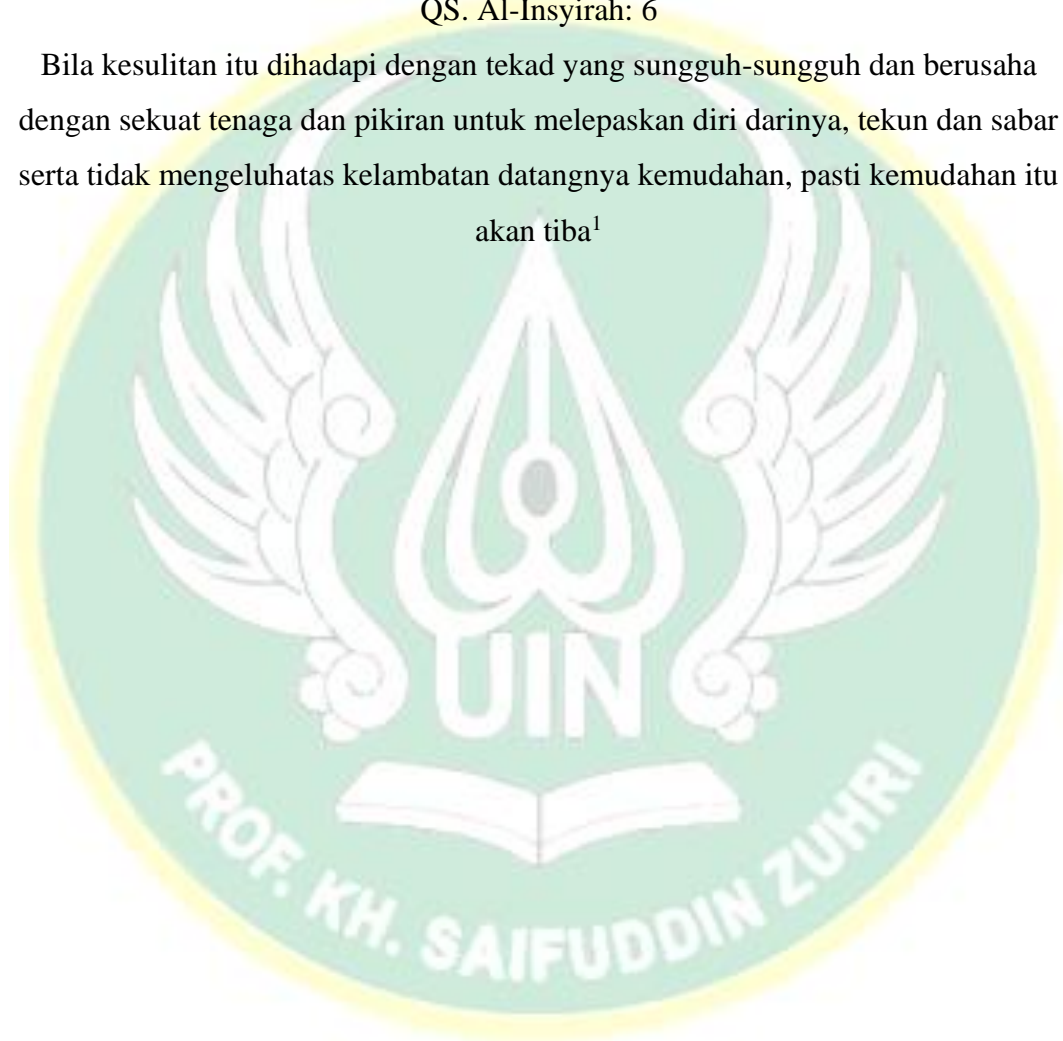 QS. Al-Insyirah: 6
Bila kesulitan itu dihadapi dengan tekad yang sungguh-sungguh dan berusaha
dengan sekuat tenaga dan pikiran untuk melepaskan diri darinya, tekun dan sabar
serta tidak mengeluhatas kelambatan datangnya kemudahan, pasti kemudahan itu
akan tiba¹
UIN
PROF. KH. SAIFUDDIN ZUHRI